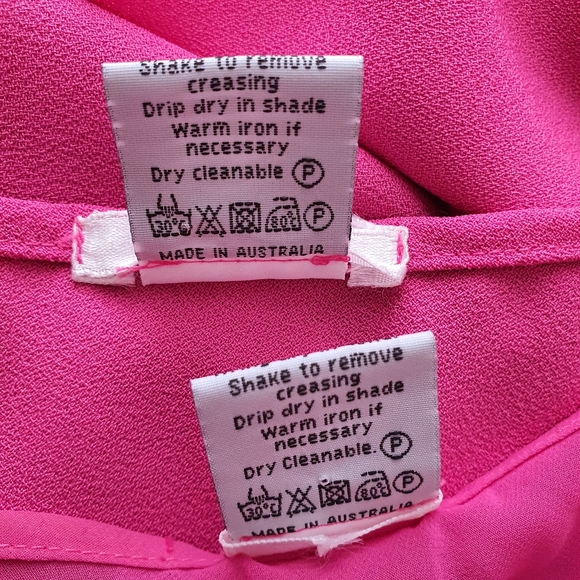 Shake to remove
creasing
Drip dry in shade
Warm iron if
necessary
Dry cleanable P
30°c 80° P
MADE IN AUSTRALIA
Shake to remove
creasing
Drip dry in shade
Warm iron if
necessary
Dry Cleanable. P
P
MADE IN AUSTRALIA